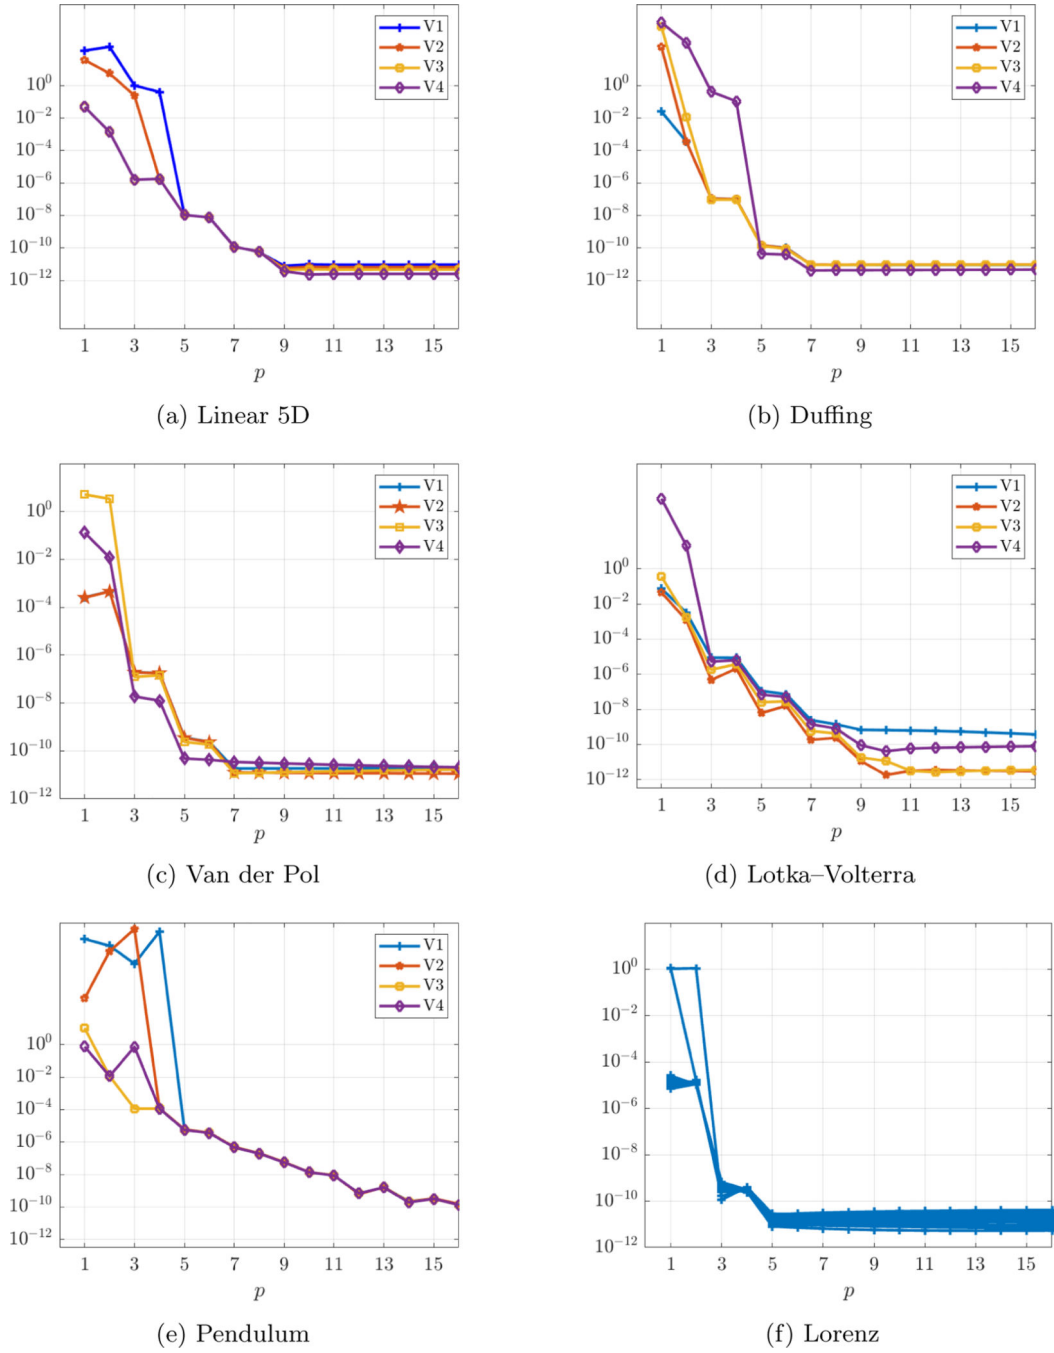 V1
V2
V3
V4
10^0
10^-2
10^-4
10^-6
10^-8
10^-10
10^-12
1 3 5 7 9 11 13 15
p
(a) Linear 5D
V1
V2
V3
V4
10^0
10^-2
10^-4
10^-6
10^-8
10^-10
10^-12
1 3 5 7 9 11 13 15
p
(b) Duffing
V1
V2
V3
V4
10^0
10^-2
10^-4
10^-6
10^-8
10^-10
10^-12
1 3 5 7 9 11 13 15
p
(c) Van der Pol
V1
V2
V3
V4
10^0
10^-2
10^-4
10^-6
10^-8
10^-10
10^-12
1 3 5 7 9 11 13 15
p
(d) Lotka–Volterra
V1
V2
V3
V4
10^0
10^-2
10^-4
10^-6
10^-8
10^-10
10^-12
1 3 5 7 9 11 13 15
p
(e) Pendulum
10^0
10^-2
10^-4
10^-6
10^-8
10^-10
10^-12
1 3 5 7 9 11 13 15
p
(f) Lorenz